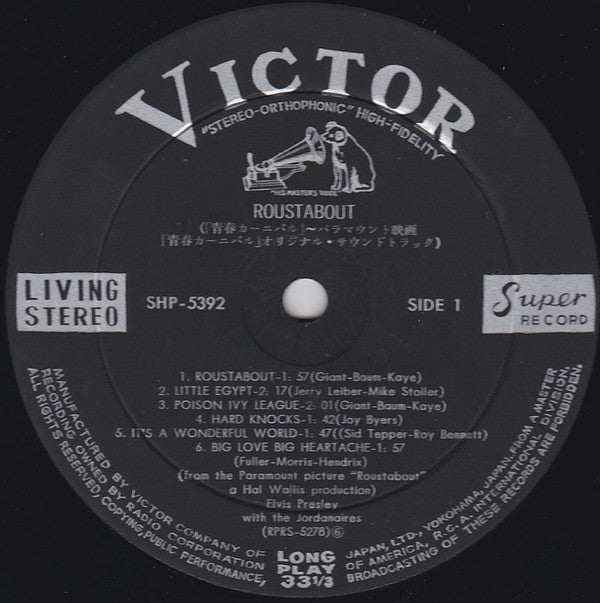 VICTOR
"STEREO-ORTHOPHONIC" HIGH-FIDELITY
"HIS MASTER'S VOICE"
ROUSTABOUT
(『青春カーニバル』～パラマウント映画
『青春カーニバル』オリジナル・サウンドトラック)
LIVING
STEREO
SHP-5392
SIDE 1
Super
RECORD
1. ROUSTABOUT-1: 57(Giant-Baum-Kaye)
2. LITTLE EGYPT-2: 17(Jerry Leiber-Mike Stoller)
3. POISON IVY LEAGUE-2: 01(Giant-Baum-Kaye)
4. HARD KNOCKS-1: 42(Joy Byers)
5. IT'S A WONDERFUL WORLD-1: 47((Sid Tepper-Roy Bennett)
6. BIG LOVE BIG HEARTACHE-1: 57
(Fuller-Morris-Hendrix)
(from the Paramount picture "Roustabout"
a Hal Wallis production)
Elvis Presley
with the Jordanaires
(RPRS-5278)⑥
MANUFACTURED BY VICTOR COMPANY OF JAPAN, LTD., YOKOHAMA, JAPAN, FROM A MASTER
RECORDING OWNED BY RADIO CORPORATION OF AMERICA, R.C.A. INTERNATIONAL DIVISION.
ALL RIGHTS RESERVED, COPYING, PUBLIC PERFORMANCE, BROADCASTING OF THESE RECORDS ARE FORBIDDEN.
LONG
PLAY
33 1/3